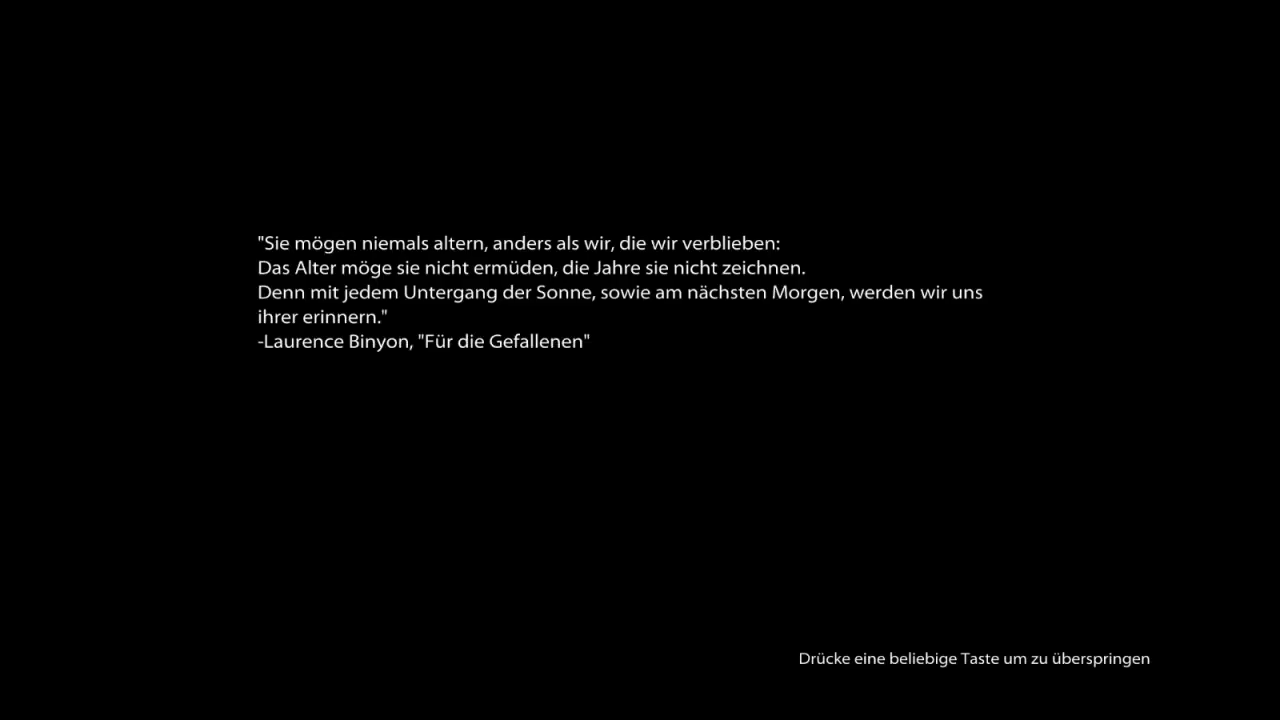 "Sie mögen niemals altern, anders als wir, die wir verblieben:
Das Alter möge sie nicht ermüden, die Jahre sie nicht zeichnen.
Denn mit jedem Untergang der Sonne, sowie am nächsten Morgen, werden wir uns
ihrer erinnern."
-Laurence Binyon, "Für die Gefallenen"
Drücke eine beliebige Taste um zu überspringen